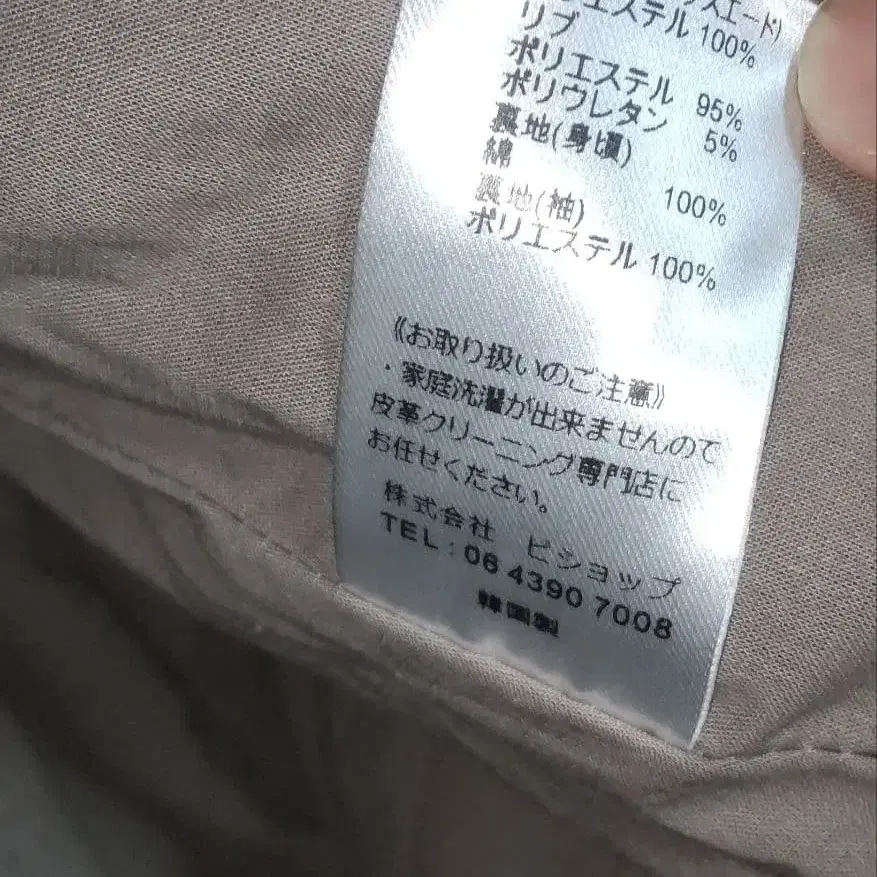 スエード)
リエステル 100%
リブ
ポリエステル 95%
ポリウレタン 5%
裏地(身頃)
綿 100%
裏地(袖)
ポリエステル 100%
《お取り扱いのご注意》
・家庭洗濯が出来ませんので
皮革クリーニング専門店に
お任せください。
株式会社 ビショップ
TEL:06 4390 7008
韓国製